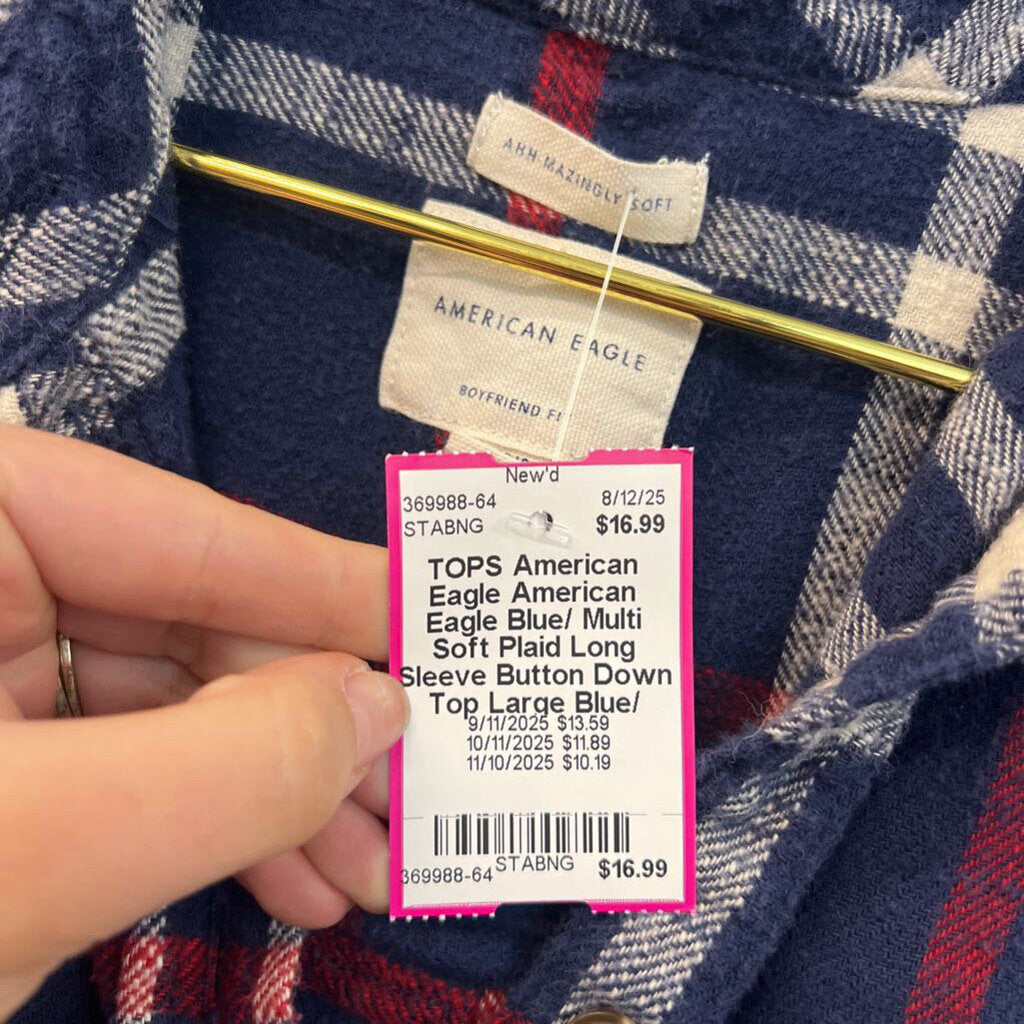 AHH-MAZINGLY SOFT
AMERICAN EAGLE
BOYFRIEND FIT
New'd
369988-64 8/12/25
STABNG $16.99
TOPS American
Eagle American
Eagle Blue/ Multi
Soft Plaid Long
Sleeve Button Down
Top Large Blue/
9/11/2025 $13.59
10/11/2025 $11.89
11/10/2025 $10.19
369988-64 STABNG $16.99